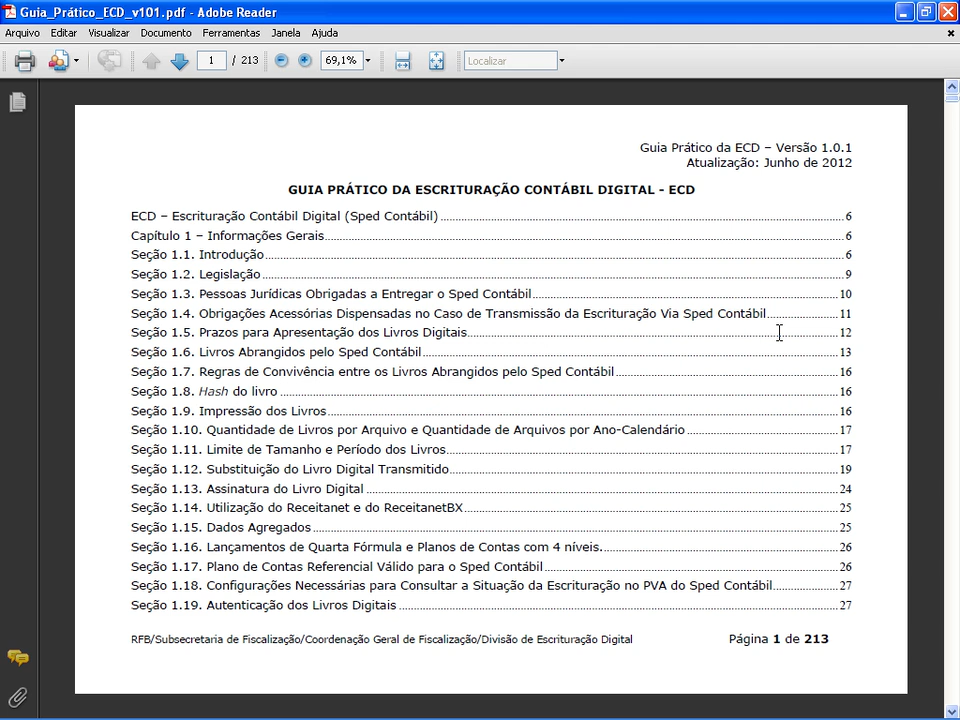 Guia_Prático_ECD_v101.pdf - Adobe Reader
Arquivo Editar Visualizar Documento Ferramentas Janela Ajuda
1 / 213 69,1% Localizar
Guia Prático da ECD – Versão 1.0.1
Atualização: Junho de 2012
GUIA PRÁTICO DA ESCRITURAÇÃO CONTÁBIL DIGITAL - ECD
ECD – Escrituração Contábil Digital (Sped Contábil) 6
Capítulo 1 – Informações Gerais 6
Seção 1.1. Introdução 6
Seção 1.2. Legislação 9
Seção 1.3. Pessoas Jurídicas Obrigadas a Entregar o Sped Contábil 10
Seção 1.4. Obrigações Acessórias Dispensadas no Caso de Transmissão da Escrituração Via Sped Contábil 11
Seção 1.5. Prazos para Apresentação dos Livros Digitais 12
Seção 1.6. Livros Abrangidos pelo Sped Contábil 13
Seção 1.7. Regras de Convivência entre os Livros Abrangidos pelo Sped Contábil 16
Seção 1.8. Hash do livro 16
Seção 1.9. Impressão dos Livros 16
Seção 1.10. Quantidade de Livros por Arquivo e Quantidade de Arquivos por Ano-Calendário 17
Seção 1.11. Limite de Tamanho e Período dos Livros 17
Seção 1.12. Substituição do Livro Digital Transmitido 19
Seção 1.13. Assinatura do Livro Digital 24
Seção 1.14. Utilização do Receitanet e do ReceitanetBX 25
Seção 1.15. Dados Agregados 25
Seção 1.16. Lançamentos de Quarta Fórmula e Planos de Contas com 4 níveis. 26
Seção 1.17. Plano de Contas Referencial Válido para o Sped Contábil 26
Seção 1.18. Configurações Necessárias para Consultar a Situação da Escrituração no PVA do Sped Contábil 27
Seção 1.19. Autenticação dos Livros Digitais 27
RFB/Subsecretaria de Fiscalização/Coordenação Geral de Fiscalização/Divisão de Escrituração Digital Página 1 de 213